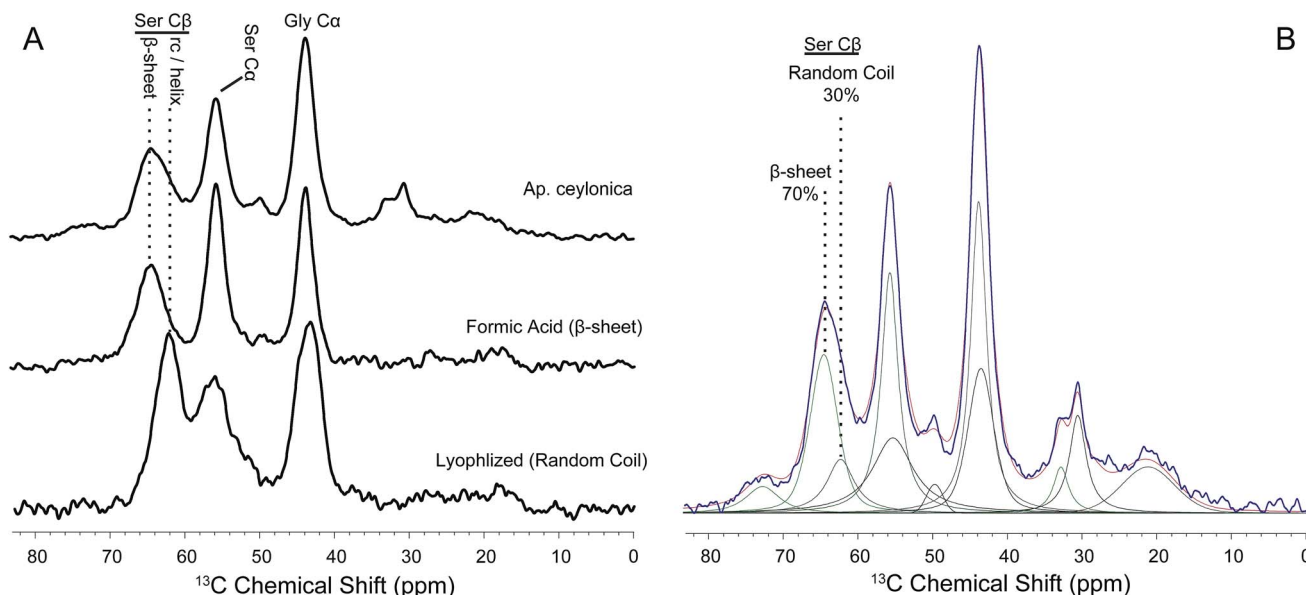 A
Ser Cβ
β-sheet
rc / helix
Ser Cα
Gly Cα
Ap. ceylonica
Formic Acid (β-sheet)
Lyophlized (Random Coil)
80 70 60 50 40 30 20 10 0
13C Chemical Shift (ppm)
B
Ser Cβ
Random Coil
30%
β-sheet
70%
80 70 60 50 40 30 20 10 0
13C Chemical Shift (ppm)